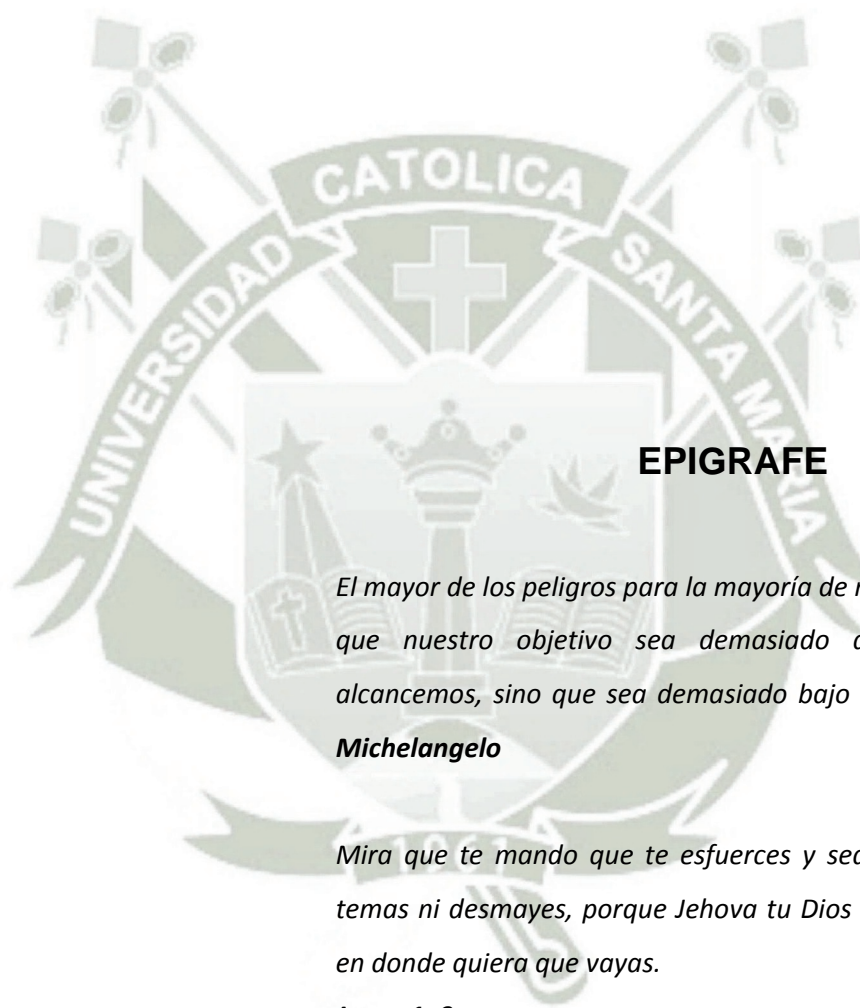 UNIVERSIDAD CATOLICA SANTA MARIA
EPIGRAFE
El mayor de los peligros para la mayoría de
que nuestro objetivo sea demasiado
alcancemos, sino que sea demasiado bajo
Michelangelo
1961
Mira que te mando que te esfuerces y
temas ni desmayes, porque Jehova tu Dios
en donde quiera que vayas.